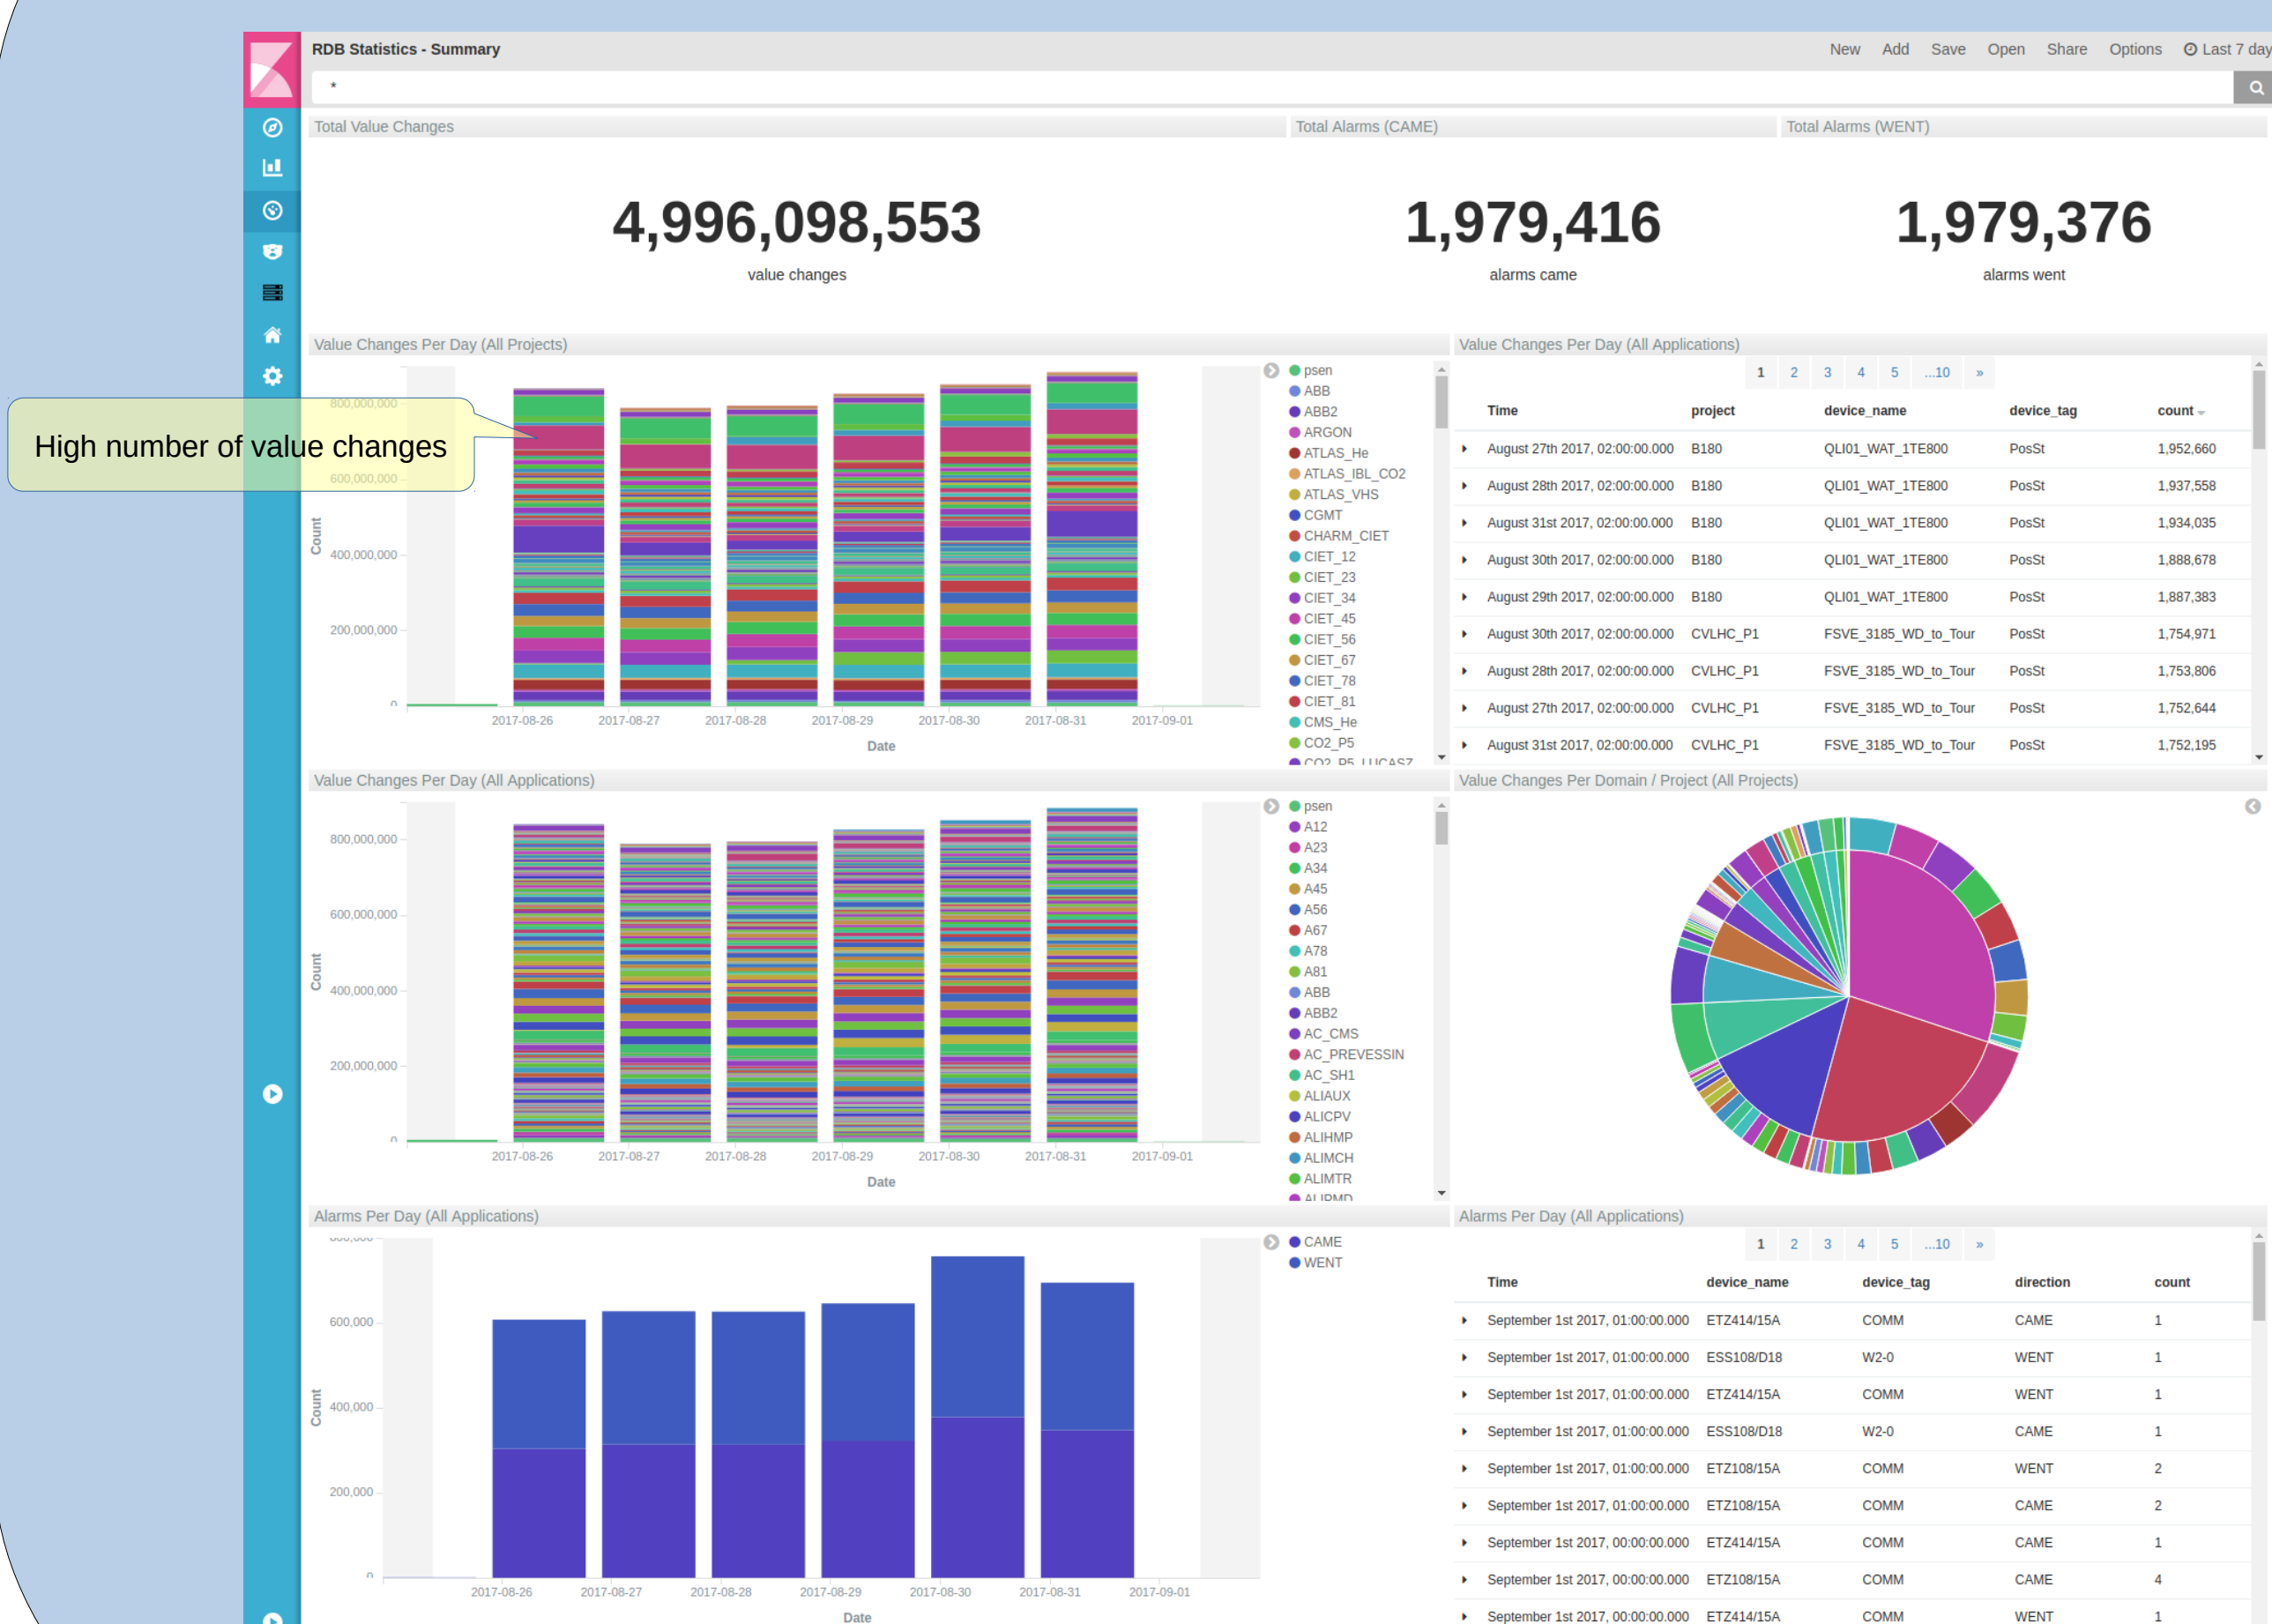 RDB Statistics - Summary
New Add Save Open Share Options Last 7 day
*
Total Value Changes
Total Alarms (CAME)
Total Alarms (WENT)
4,996,098,553
value changes
1,979,416
alarms came
1,979,376
alarms went
High number of value changes
Value Changes Per Day (All Projects)
800,000,000
600,000,000
400,000,000
200,000,000
0
Count
2017-08-26 2017-08-27 2017-08-28 2017-08-29 2017-08-30 2017-08-31 2017-09-01
Date
psen
ABB
ABB2
ARGON
ATLAS_He
ATLAS_IBL_CO2
ATLAS_VHS
CGMT
CHARM_CIET
CIET_12
CIET_23
CIET_34
CIET_45
CIET_56
CIET_67
CIET_78
CIET_81
CMS_He
CO2_P5
CO2_P5_LUCASZ
Value Changes Per Day (All Applications)
1 2 3 4 5 ...10 »
Time project device_name device_tag count
August 27th 2017, 02:00:00.000 B180 QLI01_WAT_1TE800 PosSt 1,952,660
August 28th 2017, 02:00:00.000 B180 QLI01_WAT_1TE800 PosSt 1,937,558
August 31st 2017, 02:00:00.000 B180 QLI01_WAT_1TE800 PosSt 1,934,035
August 30th 2017, 02:00:00.000 B180 QLI01_WAT_1TE800 PosSt 1,888,678
August 29th 2017, 02:00:00.000 B180 QLI01_WAT_1TE800 PosSt 1,887,383
August 30th 2017, 02:00:00.000 CVLHC_P1 FSVE_3185_WD_to_Tour PosSt 1,754,971
August 28th 2017, 02:00:00.000 CVLHC_P1 FSVE_3185_WD_to_Tour PosSt 1,753,806
August 27th 2017, 02:00:00.000 CVLHC_P1 FSVE_3185_WD_to_Tour PosSt 1,752,644
August 31st 2017, 02:00:00.000 CVLHC_P1 FSVE_3185_WD_to_Tour PosSt 1,752,195
Value Changes Per Day (All Applications)
800,000,000
600,000,000
400,000,000
200,000,000
0
Count
2017-08-26 2017-08-27 2017-08-28 2017-08-29 2017-08-30 2017-08-31 2017-09-01
Date
psen
A12
A23
A34
A45
A56
A67
A78
A81
ABB
ABB2
AC_CMS
AC_PREVESSIN
AC_SH1
ALIAUX
ALICPV
ALIHMP
ALIMCH
ALIMTR
ALIPMD
Value Changes Per Domain / Project (All Projects)
Alarms Per Day (All Applications)
800,000
600,000
400,000
200,000
0
Count
2017-08-26 2017-08-27 2017-08-28 2017-08-29 2017-08-30 2017-08-31 2017-09-01
Date
CAME
WENT
Alarms Per Day (All Applications)
1 2 3 4 5 ...10 »
Time device_name device_tag direction count
September 1st 2017, 01:00:00.000 ETZ414/15A COMM CAME 1
September 1st 2017, 01:00:00.000 ESS108/D18 W2-0 WENT 1
September 1st 2017, 01:00:00.000 ETZ414/15A COMM WENT 1
September 1st 2017, 01:00:00.000 ESS108/D18 W2-0 CAME 1
September 1st 2017, 01:00:00.000 ETZ108/15A COMM WENT 2
September 1st 2017, 01:00:00.000 ETZ108/15A COMM CAME 2
September 1st 2017, 00:00:00.000 ETZ414/15A COMM CAME 1
September 1st 2017, 00:00:00.000 ETZ108/15A COMM CAME 4
September 1st 2017, 00:00:00.000 ETZ414/15A COMM WENT 1